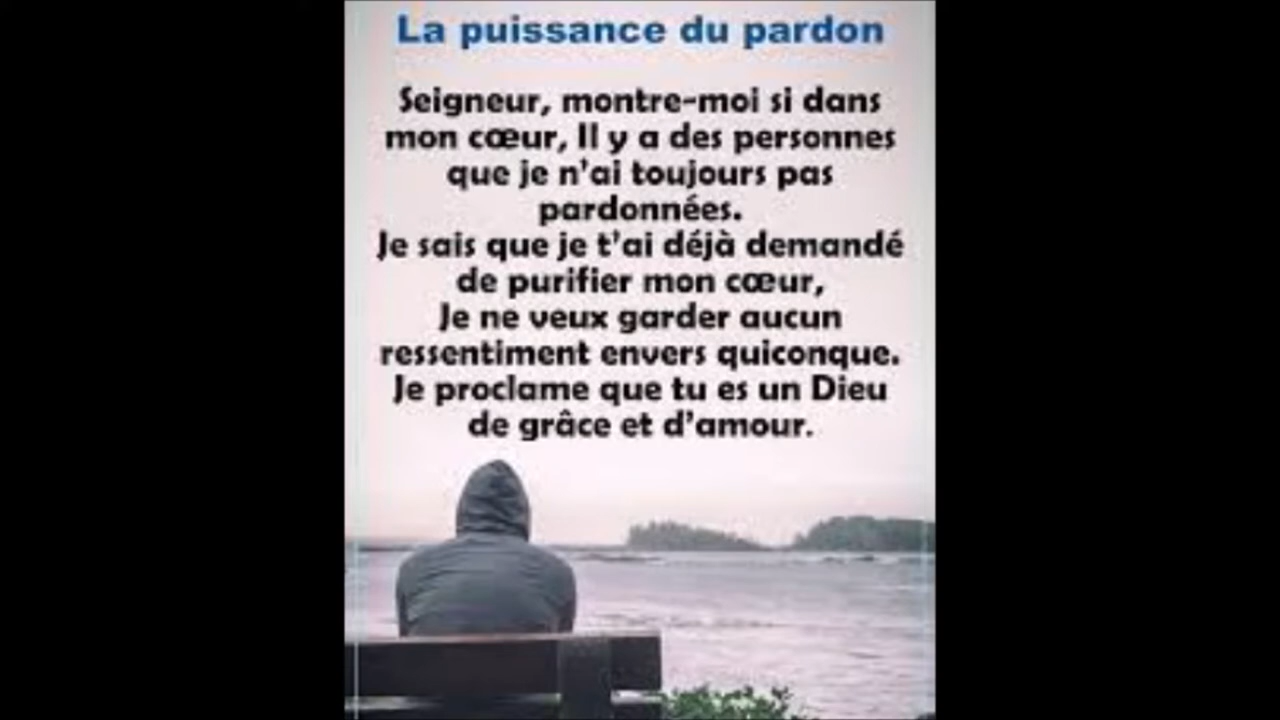 La puissance du pardon
Seigneur, montre-moi si dans
mon cœur, Il y a des personnes
que je n'ai toujours pas
pardonnées.
Je sais que je t'ai déjà demandé
de purifier mon cœur,
Je ne veux garder aucun
ressentiment envers quiconque.
Je proclame que tu es un Dieu
de grâce et d'amour.